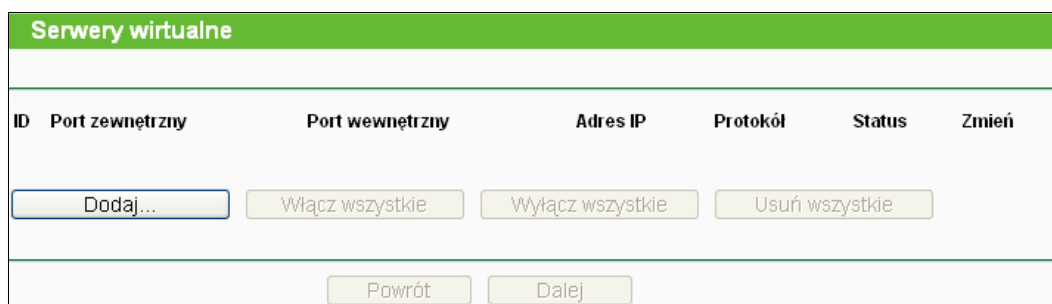 Serwery wirtualne
ID Port zewnętrzny Port wewnętrzny Adres IP Protokół Status Zmień
Dodaj... Włącz wszystkie Wyłącz wszystkie Usuń wszystkie
Powrót Dalej